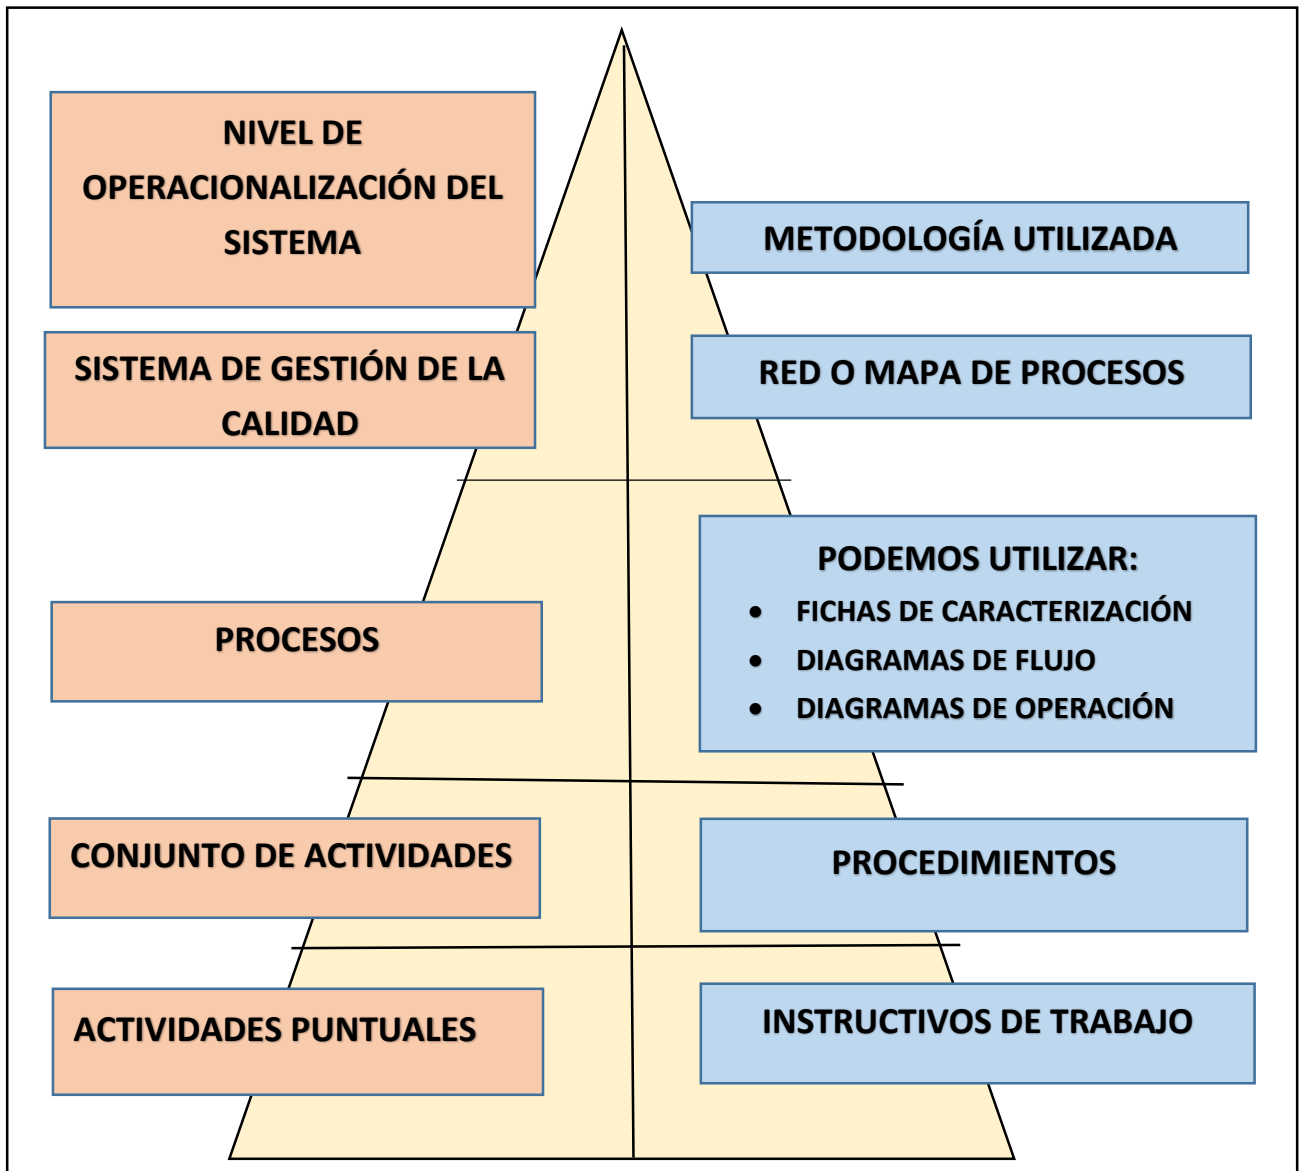 NIVEL DE
OPERACIONALIZACIÓN DEL
SISTEMA
METODOLOGÍA UTILIZADA
SISTEMA DE GESTIÓN DE LA
CALIDAD
RED O MAPA DE PROCESOS
PROCESOS
PODEMOS UTILIZAR:
• FICHAS DE CARACTERIZACIÓN
• DIAGRAMAS DE FLUJO
• DIAGRAMAS DE OPERACIÓN
CONJUNTO DE ACTIVIDADES
PROCEDIMIENTOS
ACTIVIDADES PUNTUALES
INSTRUCTIVOS DE TRABAJO